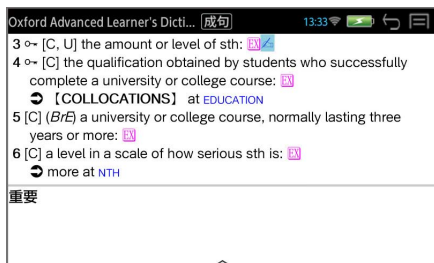 Oxford Advanced Learner's Dicti... 成句 13:33
3 [C, U] the amount or level of sth: EX
4 [C] the qualification obtained by students who successfully
complete a university or college course: EX
➲ 【COLLOCATIONS】 at EDUCATION
5 [C] (BrE) a university or college course, normally lasting three
years or more: EX
6 [C] a level in a scale of how serious sth is: EX
➲ more at NTH
重要